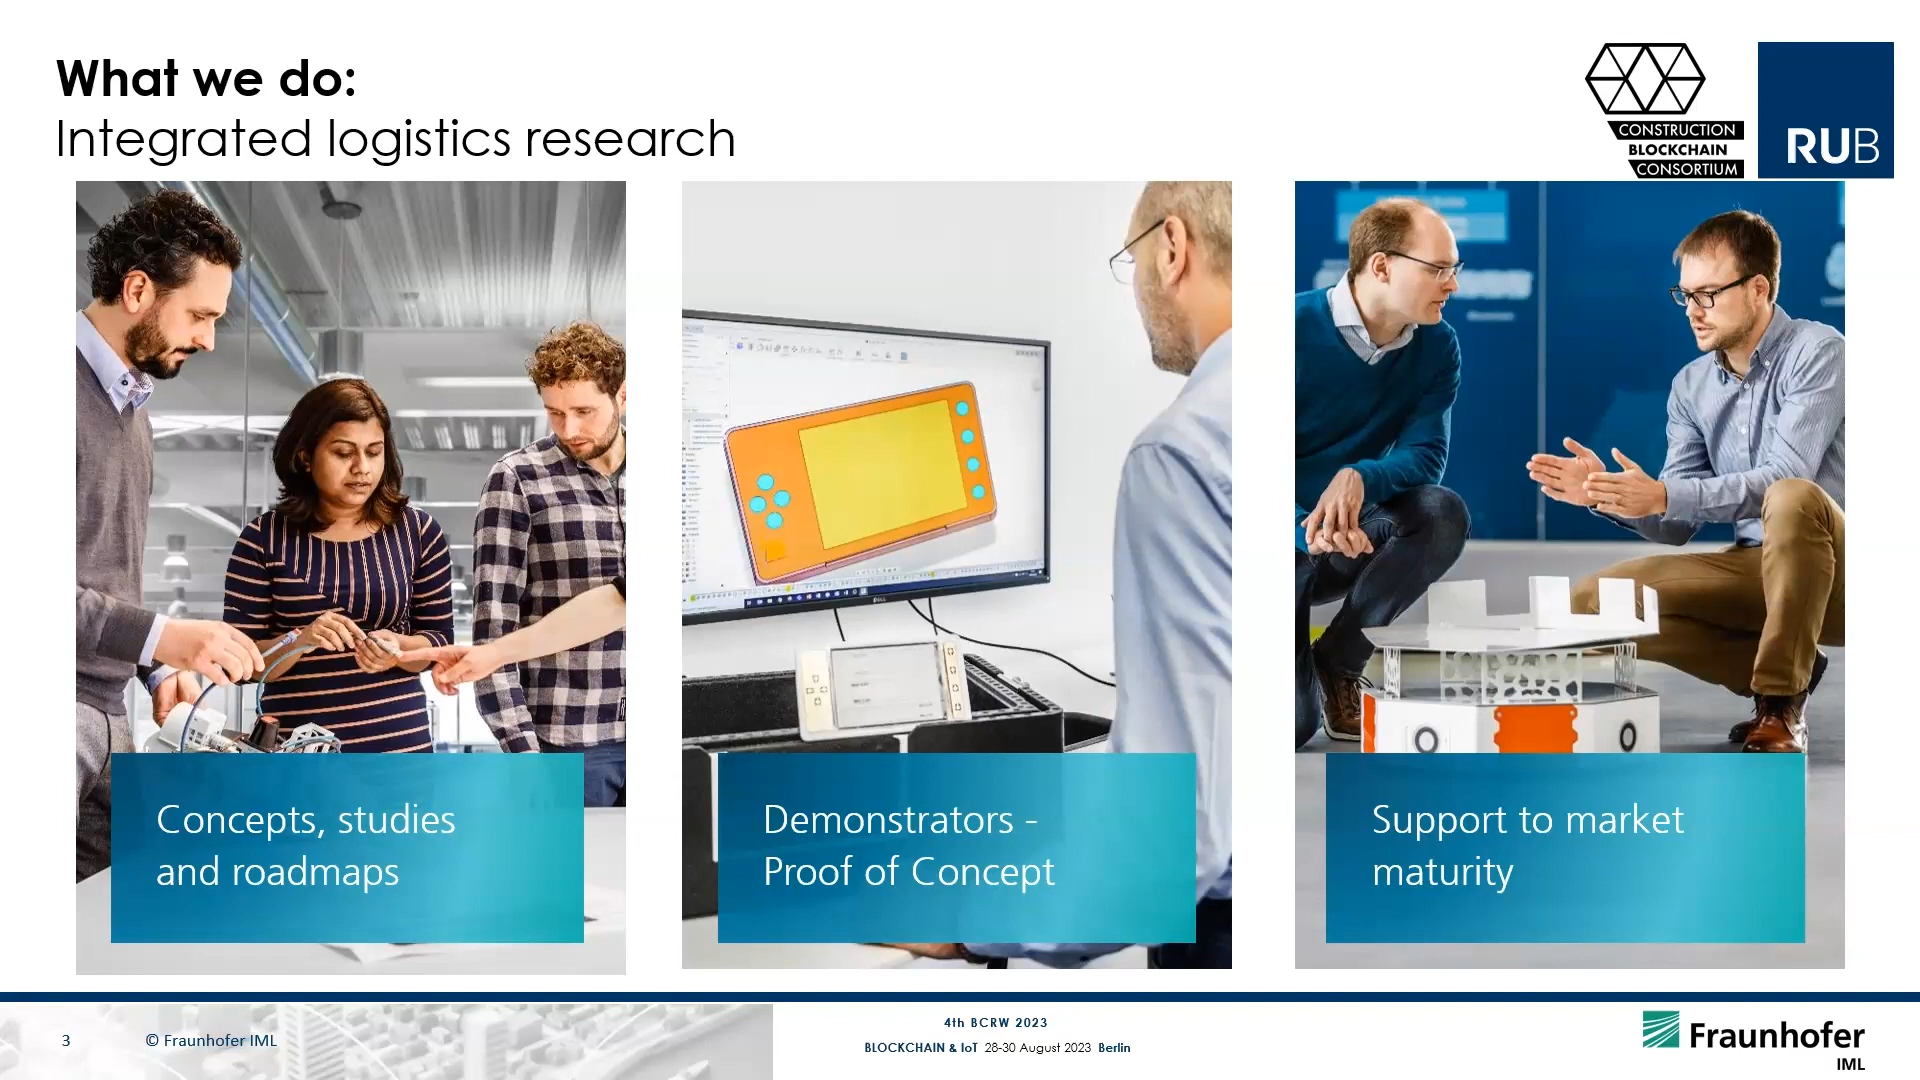 What we do:
Integrated logistics research
CONSTRUCTION
BLOCKCHAIN
CONSORTIUM
RUB
Concepts, studies
and roadmaps
DELL
Demonstrators -
Proof of Concept
Support to market
maturity
3
© Fraunhofer IML
4th BCRW 2023
BLOCKCHAIN & IoT 28-30 August 2023 Berlin
Fraunhofer
IML